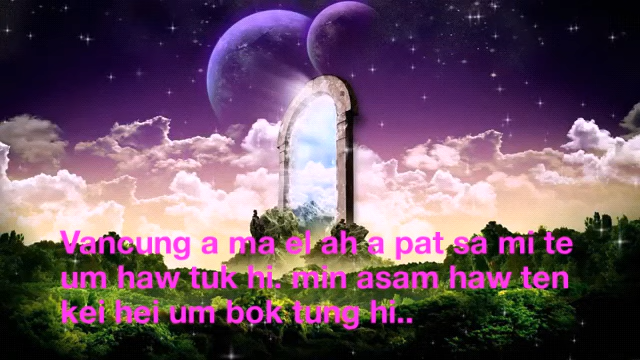 Vancung a ma ei ah a pat sa mi te
um haw tuk hi. min asam haw ten
kei hei um bok tung hi..